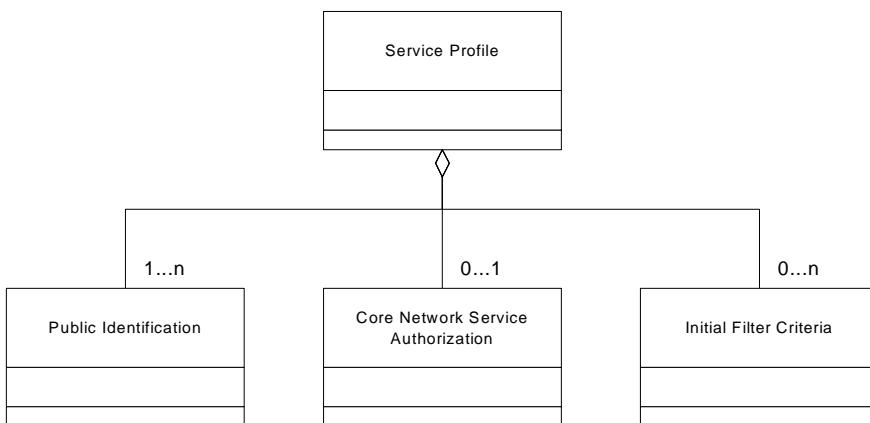 Service Profile
1...n
0...1
0...n
Public Identification
Core Network Service
Authorization
Initial Filter Criteria